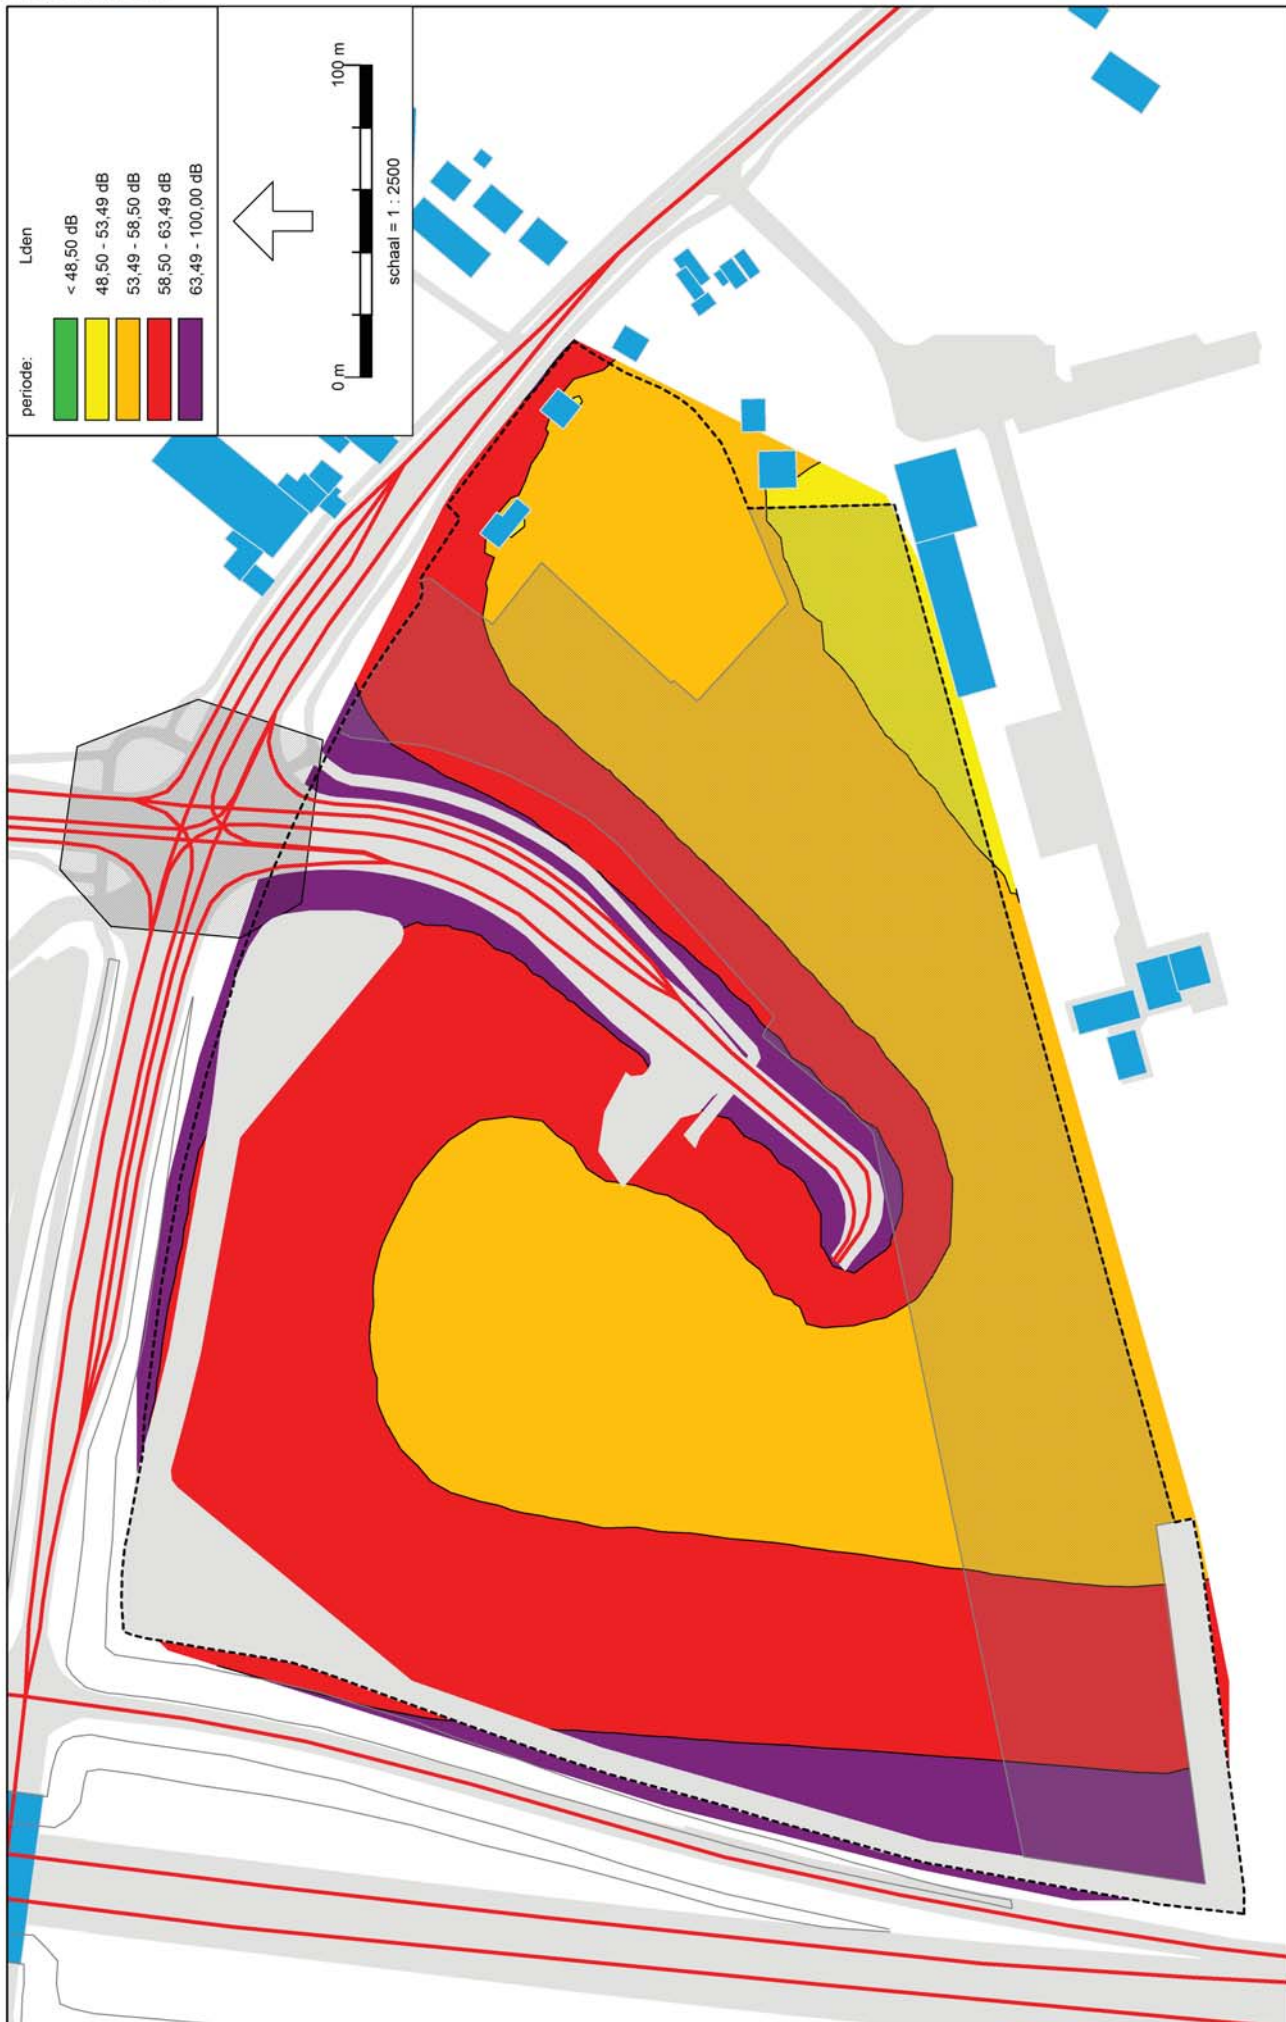 periode: Lden
< 48,50 dB
48,50 - 53,49 dB
53,49 - 58,50 dB
58,50 - 63,49 dB
63,49 - 100,00 dB
0 m 100 m
schaal = 1 : 2500